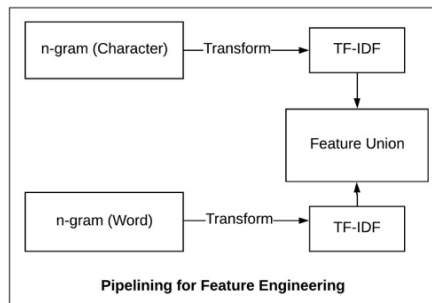 n-gram (Character)
Transform
TF-IDF
Feature Union
n-gram (Word)
Transform
TF-IDF
Pipelining for Feature Engineering